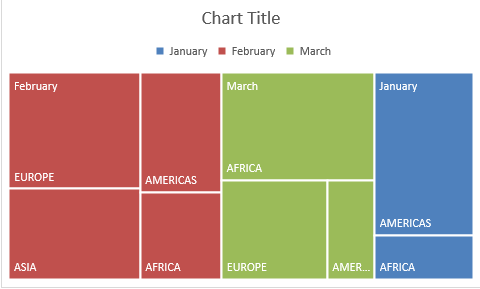 Chart Title
January February March
February
EUROPE
AMERICAS
ASIA
AFRICA
March
AFRICA
EUROPE
AMER...
January
AMERICAS
AFRICA